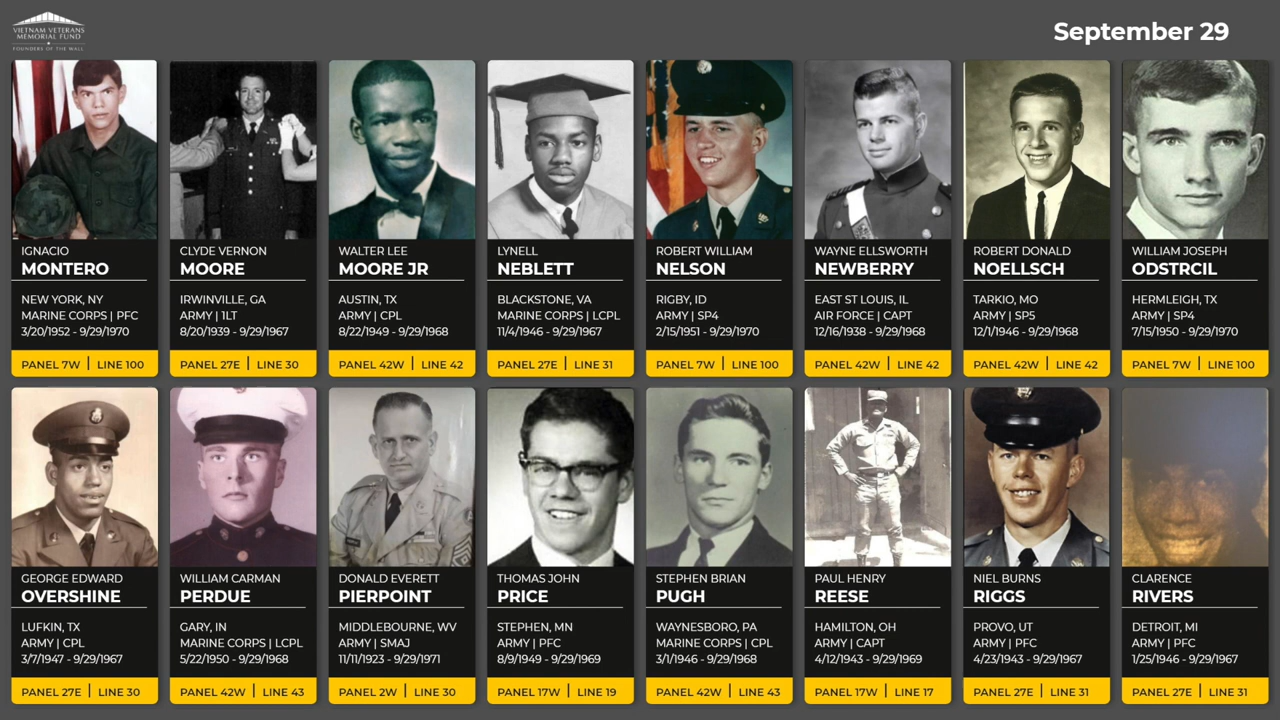 VIETNAM VETERANS
MEMORIAL FUND
FOUNDERS OF THE WALL
September 29
IGNACIO
MONTERO
NEW YORK, NY
MARINE CORPS | PFC
3/20/1952 - 9/29/1970
PANEL 7W | LINE 100
CLYDE VERNON
MOORE
IRWINVILLE, GA
ARMY | 1LT
8/20/1939 - 9/29/1967
PANEL 27E | LINE 30
WALTER LEE
MOORE JR
AUSTIN, TX
ARMY | CPL
8/22/1949 - 9/29/1968
PANEL 42W | LINE 42
LYNELL
NEBLETT
BLACKSTONE, VA
MARINE CORPS | LCPL
11/4/1946 - 9/29/1967
PANEL 27E | LINE 31
ROBERT WILLIAM
NELSON
RIGBY, ID
ARMY | SP4
2/15/1951 - 9/29/1970
PANEL 7W | LINE 100
WAYNE ELLSWORTH
NEWBERRY
EAST ST LOUIS, IL
AIR FORCE | CAPT
12/16/1938 - 9/29/1968
PANEL 42W | LINE 42
ROBERT DONALD
NOELLSCH
TARKIO, MO
ARMY | SP5
12/1/1946 - 9/29/1968
PANEL 42W | LINE 42
WILLIAM JOSEPH
ODSTRCIL
HERMLEIGH, TX
ARMY | SP4
7/15/1950 - 9/29/1970
PANEL 7W | LINE 100
GEORGE EDWARD
OVERSHINE
LUFKIN, TX
ARMY | CPL
3/7/1947 - 9/29/1967
PANEL 27E | LINE 30
WILLIAM CARMAN
PERDUE
GARY, IN
MARINE CORPS | LCPL
5/22/1950 - 9/29/1968
PANEL 42W | LINE 43
DONALD EVERETT
PIERPOINT
MIDDLEBOURNE, WV
ARMY | SMAJ
11/11/1923 - 9/29/1971
PANEL 2W | LINE 30
THOMAS JOHN
PRICE
STEPHEN, MN
ARMY | PFC
8/9/1949 - 9/29/1969
PANEL 17W | LINE 19
STEPHEN BRIAN
PUGH
WAYNESBORO, PA
MARINE CORPS | CPL
3/1/1946 - 9/29/1968
PANEL 42W | LINE 43
PAUL HENRY
REESE
HAMILTON, OH
ARMY | CAPT
4/12/1943 - 9/29/1969
PANEL 17W | LINE 17
NIEL BURNS
RIGGS
PROVO, UT
ARMY | PFC
4/23/1943 - 9/29/1967
PANEL 27E | LINE 31
CLARENCE
RIVERS
DETROIT, MI
ARMY | PFC
1/25/1946 - 9/29/1967
PANEL 27E | LINE 31